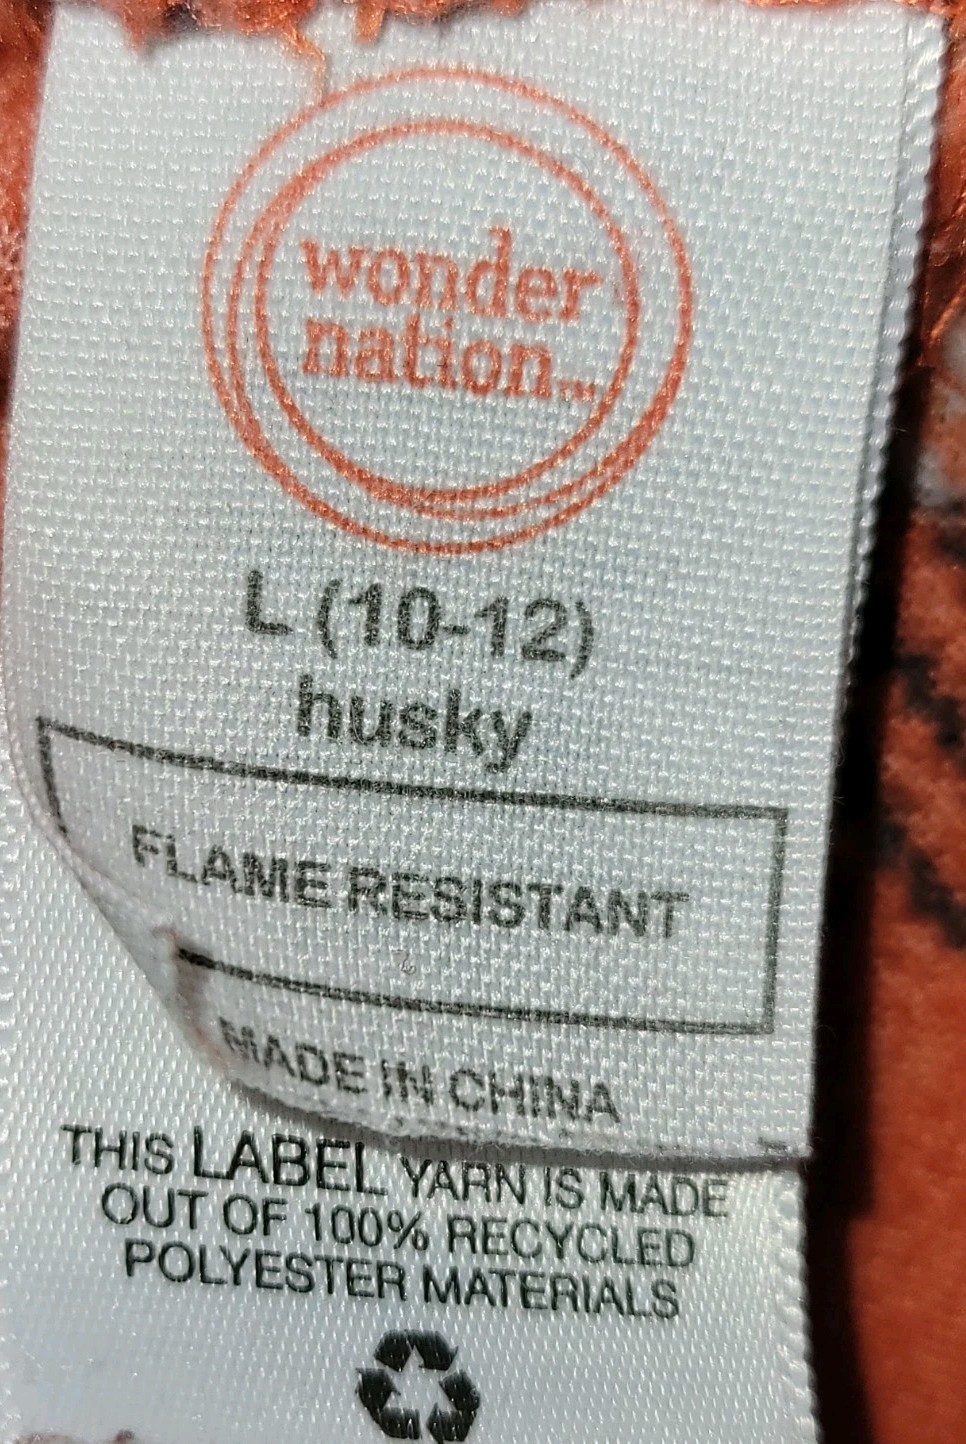 wonder
nation™
L (10-12)
husky
FLAME RESISTANT
MADE IN CHINA
THIS LABEL YARN IS MADE
OUT OF 100% RECYCLED
POLYESTER MATERIALS